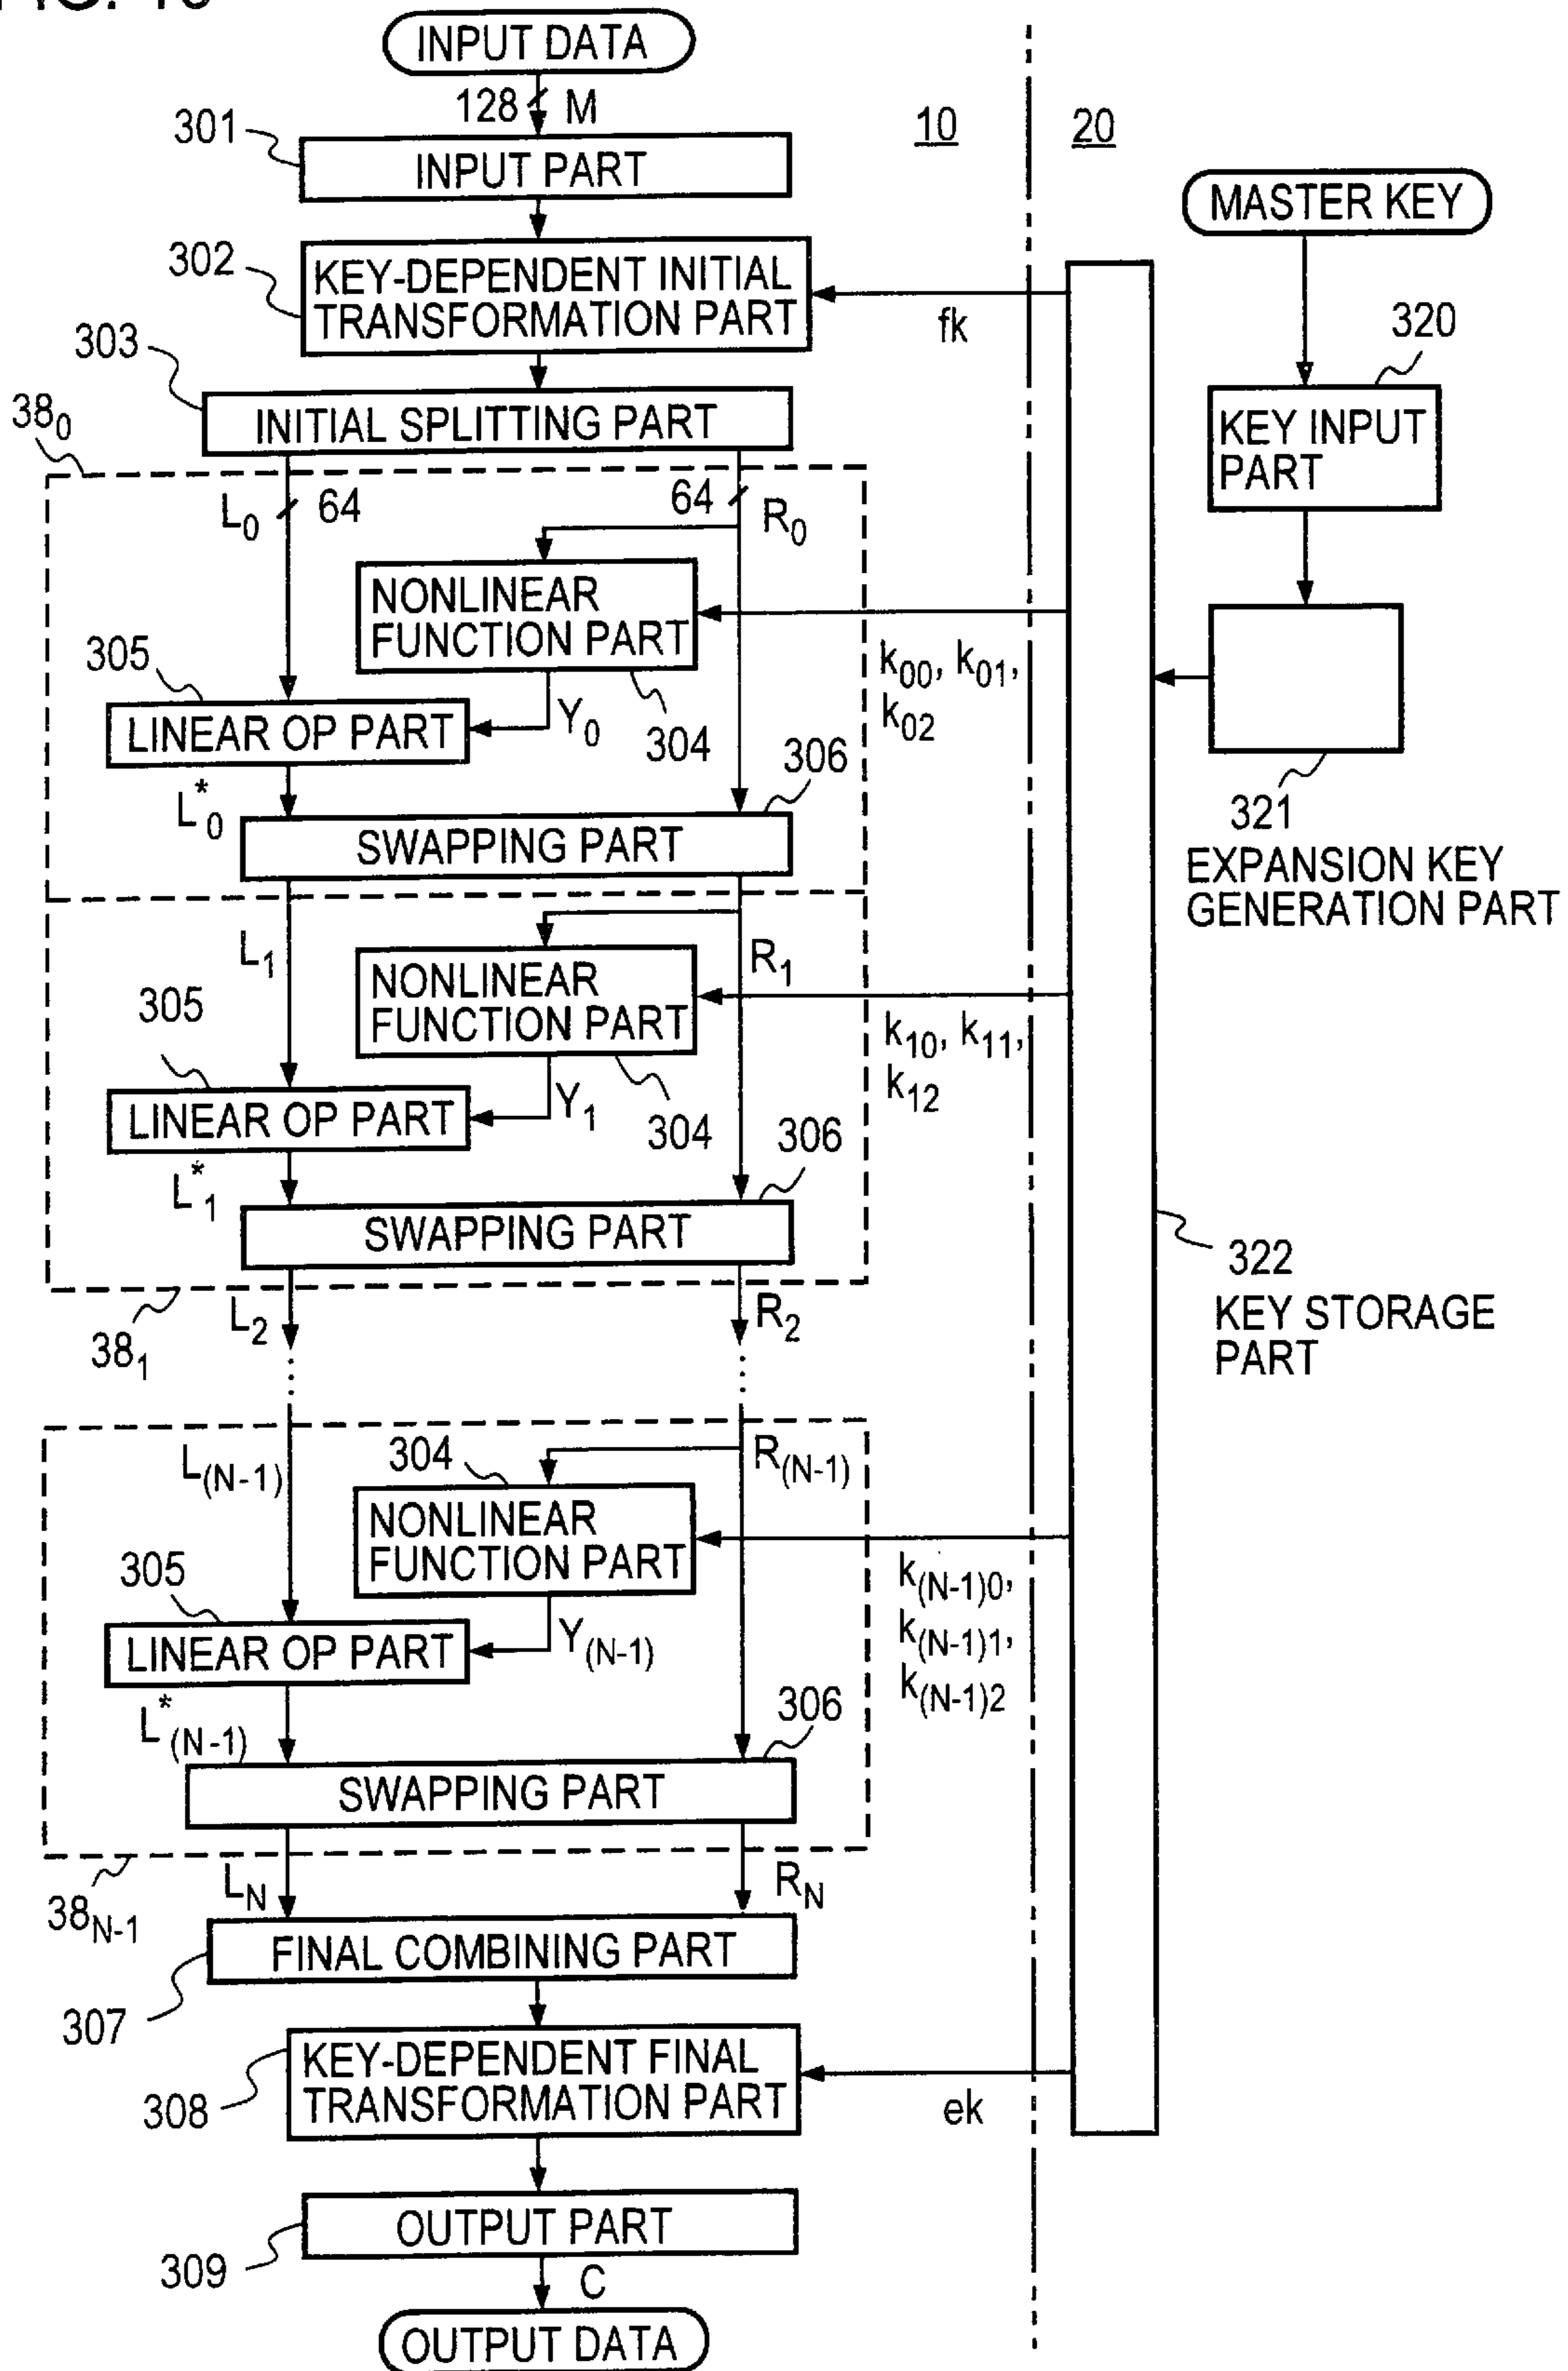 INPUT DATA
128 M
301
INPUT PART
10
20
MASTER KEY
302
KEY-DEPENDENT INITIAL
TRANSFORMATION PART
fk
320
303
INITIAL SPLITTING PART
KEY INPUT
PART
38₀
L₀ 64
64 R₀
NONLINEAR
FUNCTION PART
k₀₀, k₀₁,
k₀₂
305
LINEAR OP PART
Y₀
304
306
L*₀
SWAPPING PART
321
EXPANSION KEY
GENERATION PART
L₁
R₁
NONLINEAR
FUNCTION PART
k₁₀, k₁₁,
k₁₂
305
LINEAR OP PART
Y₁
304
306
L*₁
SWAPPING PART
322
KEY STORAGE
PART
38₁
L₂
R₂
L(N-1)
304
R(N-1)
NONLINEAR
FUNCTION PART
k(N-1)0,
k(N-1)1,
k(N-1)2
305
LINEAR OP PART
Y(N-1)
306
L*(N-1)
SWAPPING PART
38N-1
LN
RN
FINAL COMBINING PART
307
KEY-DEPENDENT FINAL
TRANSFORMATION PART
308
ek
OUTPUT PART
309
C
OUTPUT DATA